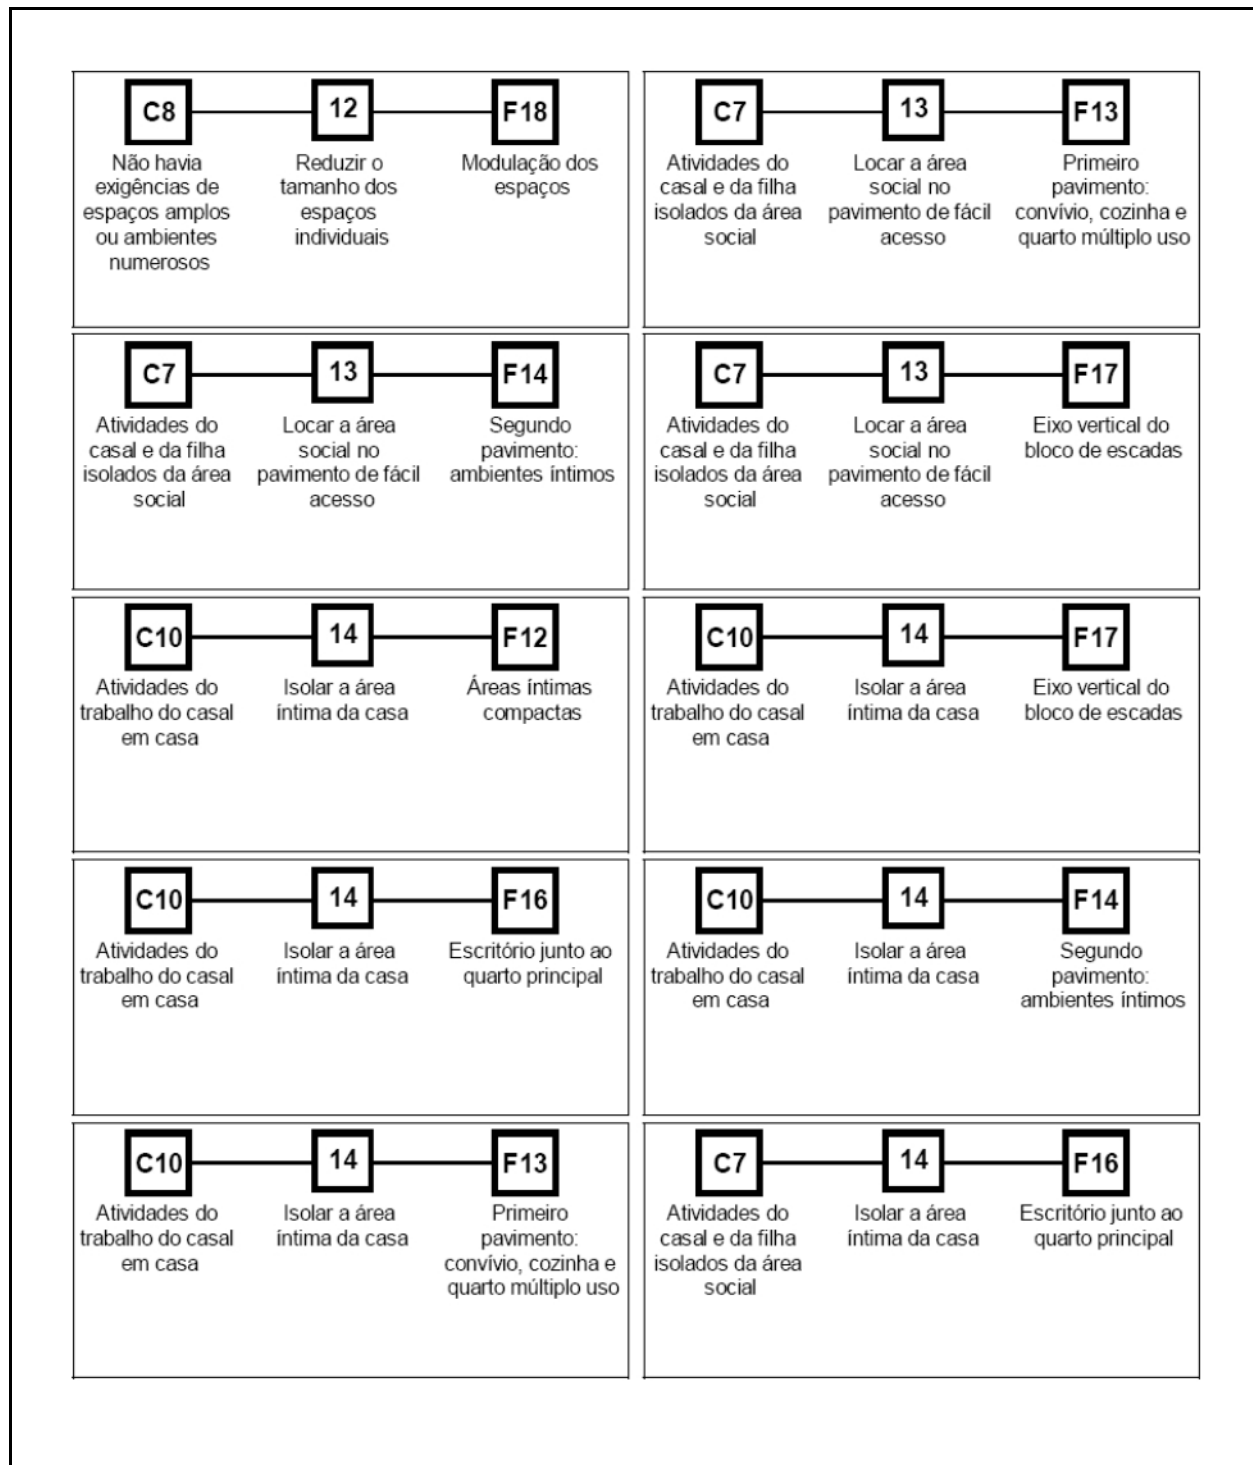 C8 12 F18
Não havia
exigências de
espaços amplos
ou ambientes
numerosos
Reduzir o
tamanho dos
espaços
individuais
Modulação dos
espaços
C7 13 F13
Atividades do
casal e da filha
isolados da área
social
Locar a área
social no
pavimento de fácil
acesso
Primeiro
pavimento:
convívio, cozinha e
quarto múltiplo uso
C7 13 F14
Atividades do
casal e da filha
isolados da área
social
Locar a área
social no
pavimento de fácil
acesso
Segundo
pavimento:
ambientes íntimos
C7 13 F17
Atividades do
casal e da filha
isolados da área
social
Locar a área
social no
pavimento de fácil
acesso
Eixo vertical do
bloco de escadas
C10 14 F12
Atividades do
trabalho do casal
em casa
Isolar a área
íntima da casa
Áreas íntimas
compactas
C10 14 F17
Atividades do
trabalho do casal
em casa
Isolar a área
íntima da casa
Eixo vertical do
bloco de escadas
C10 14 F16
Atividades do
trabalho do casal
em casa
Isolar a área
íntima da casa
Escritório junto ao
quarto principal
C10 14 F14
Atividades do
trabalho do casal
em casa
Isolar a área
íntima da casa
Segundo
pavimento:
ambientes íntimos
C10 14 F13
Atividades do
trabalho do casal
em casa
Isolar a área
íntima da casa
Primeiro
pavimento:
convívio, cozinha e
quarto múltiplo uso
C7 14 F16
Atividades do
casal e da filha
isolados da área
social
Isolar a área
íntima da casa
Escritório junto ao
quarto principal